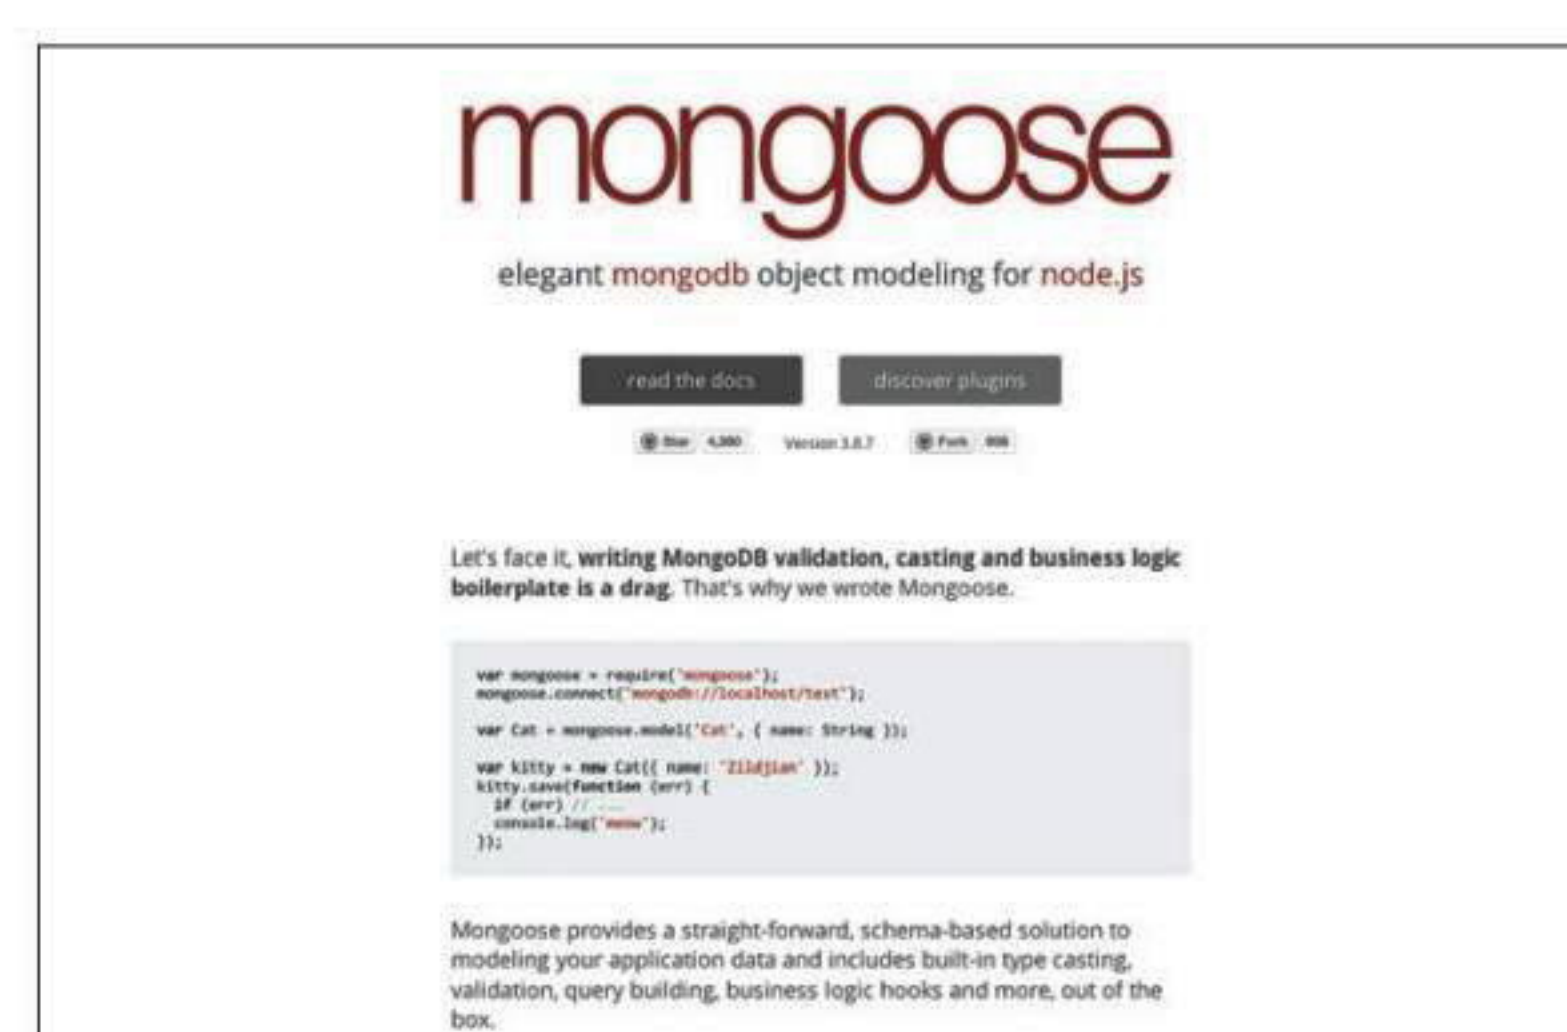 mongoose
elegant mongodb object modeling for node.js
read the docs
discover plugins
Star
Version 3.8.7
Fork
Let's face it, writing MongoDB validation, casting and business logic
boilerplate is a drag. That's why we wrote Mongoose.
var mongoose = require('mongoose');
mongoose.connect('mongodb://localhost/test');
var Cat = mongoose.model('Cat', { name: String });
var kitty = new Cat({ name: 'Zildjian' });
kitty.save(function (err) {
if (err) // ...
console.log('meow');
});
Mongoose provides a straight-forward, schema-based solution to
modeling your application data and includes built-in type casting,
validation, query building, business logic hooks and more, out of the
box.